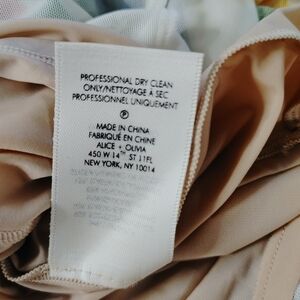 PROFESSIONAL DRY CLEAN
ONLY/NETTOYAGE À SEC
PROFESSIONNEL UNIQUEMENT
P
MADE IN CHINA
FABRIQUÉ EN CHINE
ALICE + OLIVIA
450 W 14TH ST 11FL
NEW YORK, NY 10014